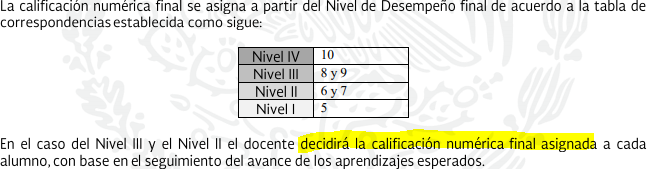 La calificación numérica final se asigna a partir del Nivel de Desempeño final de acuerdo a la tabla de
correspondencias establecida como sigue:
Nivel IV 10
Nivel III 8 y 9
Nivel II 6 y 7
Nivel I 5
En el caso del Nivel III y el Nivel II el docente decidirá la calificación numérica final asignada a cada
alumno, con base en el seguimiento del avance de los aprendizajes esperados.